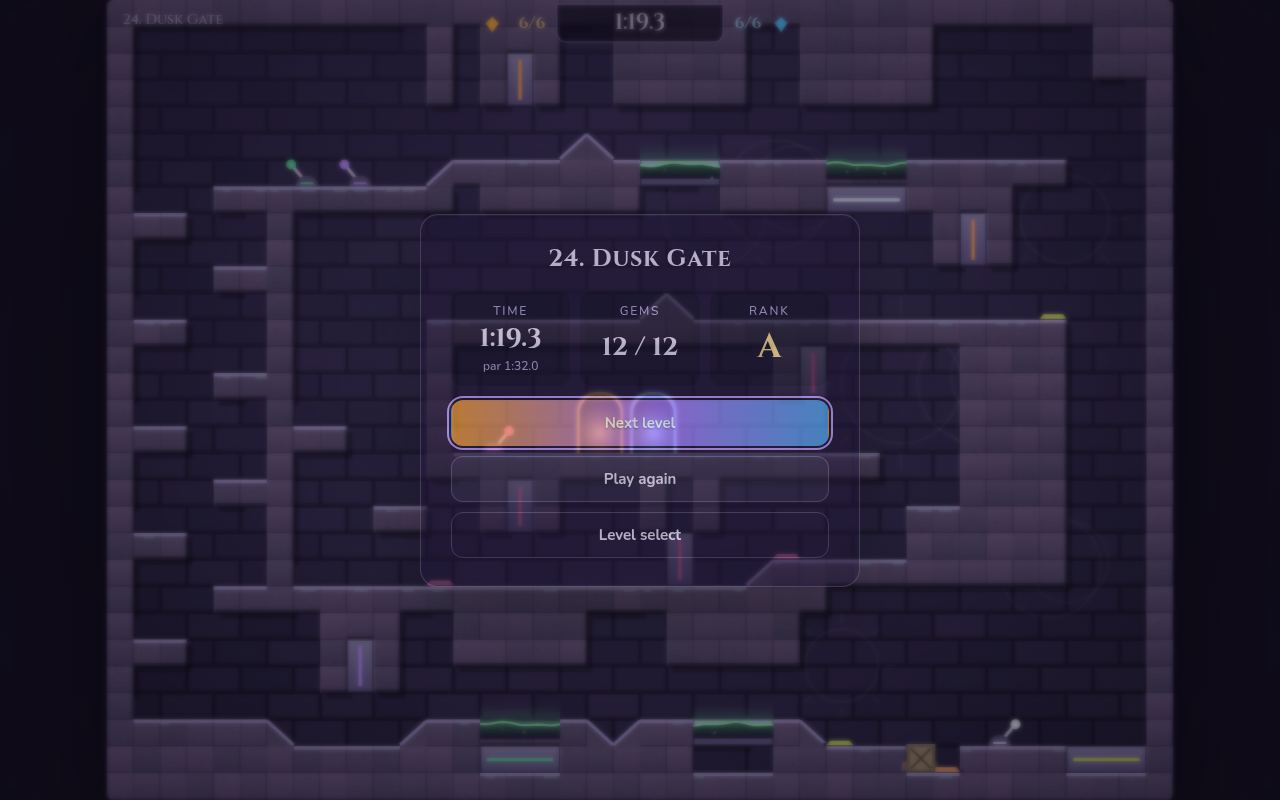 24. Dusk Gate
6/6
1:19.3
6/6
24. Dusk Gate
TIME
GEMS
RANK
1:19.3
12 / 12
A
par 1:32.0
Next level
Play again
Level select